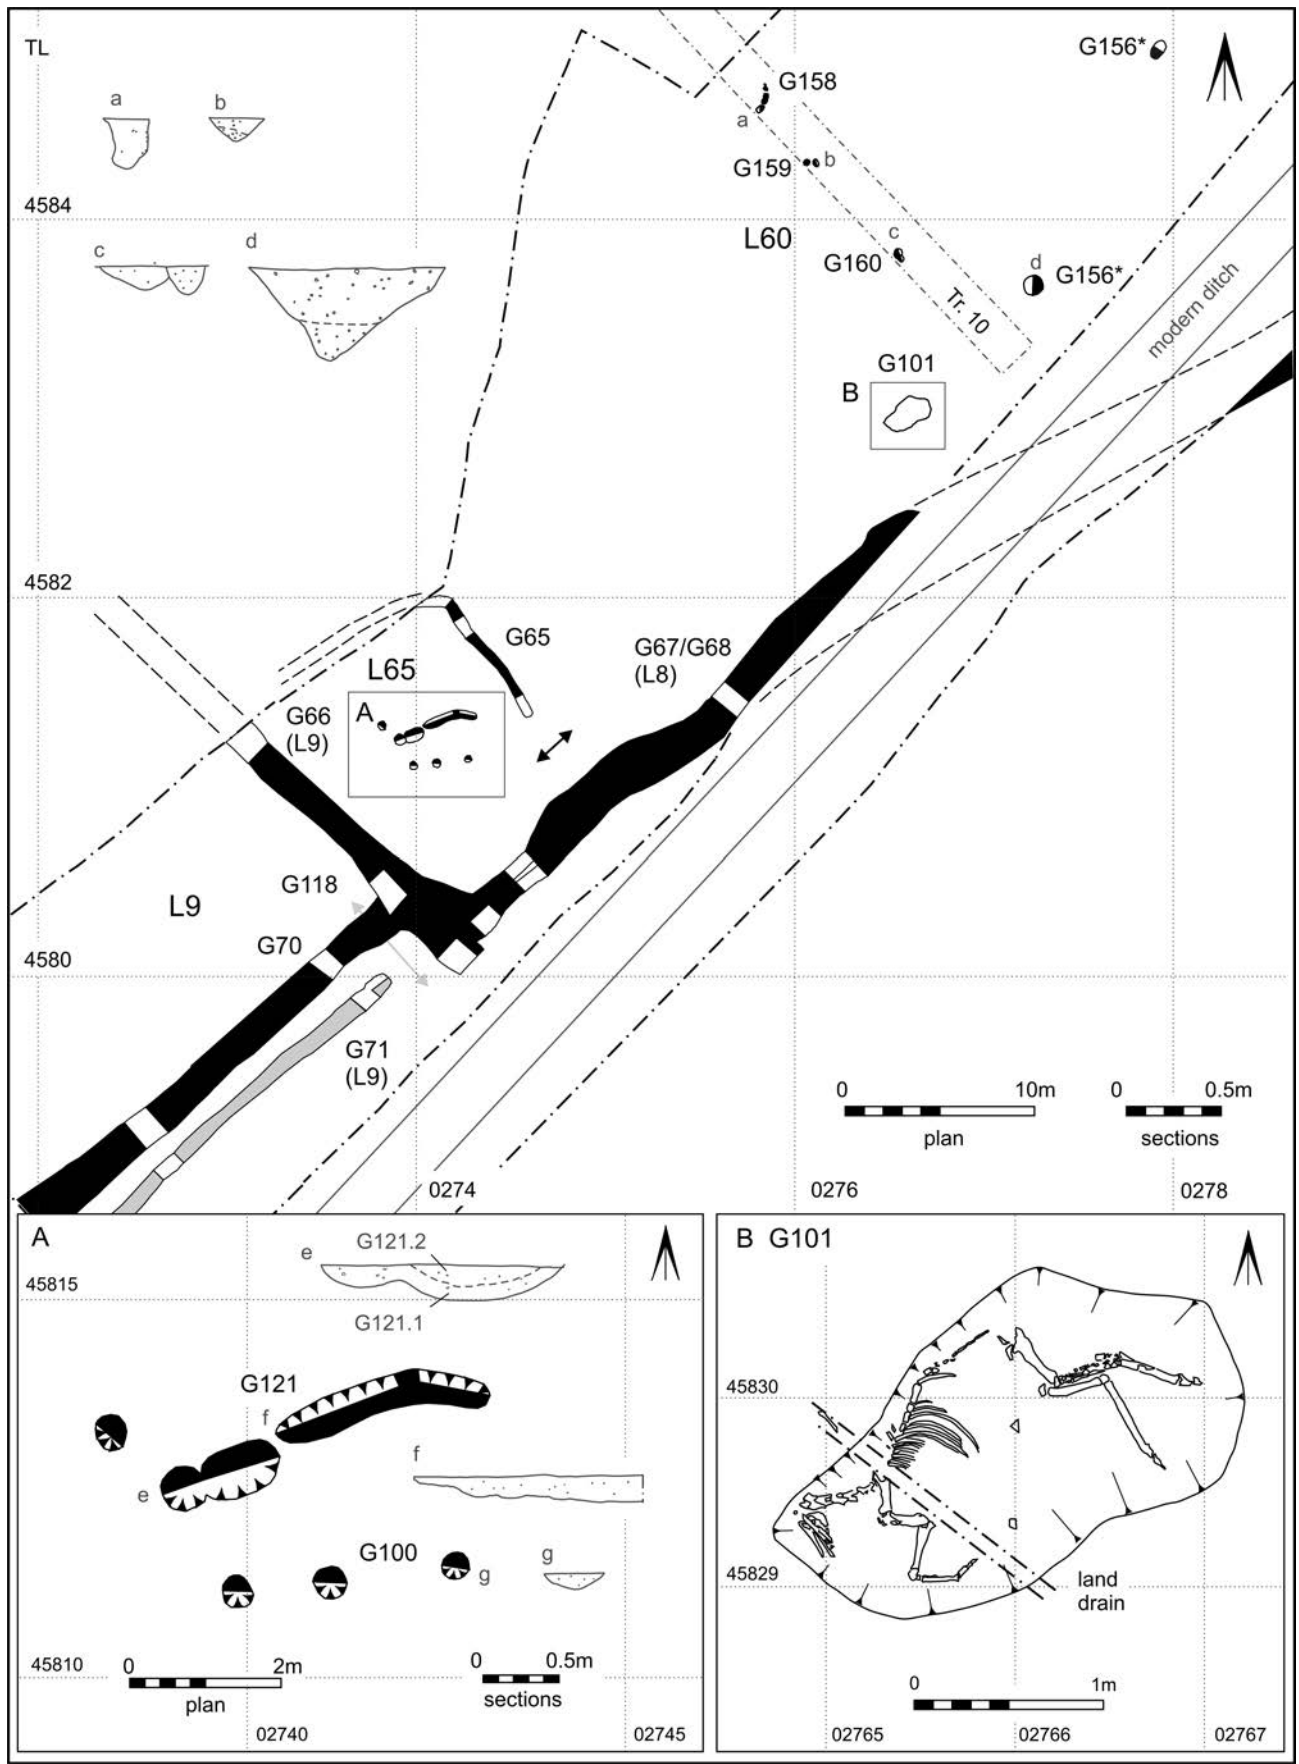 TL
G156*
G158
a
b
a
G159
b
4584
c
d
L60
c
G160
d
G156*
Tr. 10
modern ditch
G101
B
4582
G65
G67/G68
(L8)
L65
A
G66
(L9)
G118
L9
G70
4580
G71
(L9)
0
10m
plan
0
0.5m
sections
0274
0276
0278
A
e
G121.2
45815
G121.1
G121
f
f
e
G100
g
g
45810
0
2m
plan
0
0.5m
sections
02740
02745
B G101
45830
45829
land
drain
0
1m
02765
02766
02767